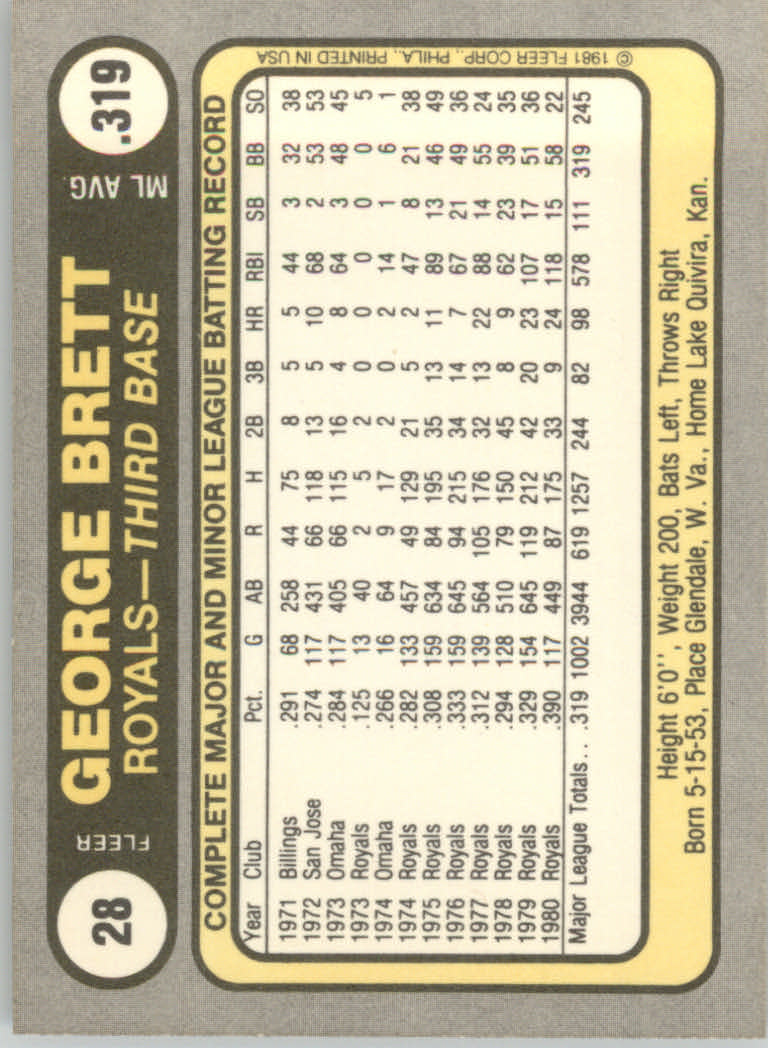 28
FLEER
GEORGE BRETT
ROYALS—THIRD BASE
ML AVG.
.319
COMPLETE MAJOR AND MINOR LEAGUE BATTING RECORD
Year Club Pct. G AB R H 2B 3B HR RBI SB BB SO
1971 Billings .291 68 258 44 75 8 5 5 44 3 32 38
1972 San Jose .274 117 431 66 118 13 5 10 68 2 53 53
1973 Omaha .284 117 405 66 115 16 4 8 64 3 48 45
1973 Royals .125 13 40 2 5 2 0 0 0 0 0 5
1974 Omaha .266 16 64 9 17 2 0 2 14 1 6 1
1974 Royals .282 133 457 49 129 21 5 2 47 8 21 38
1975 Royals .308 159 634 84 195 35 13 11 89 13 46 49
1976 Royals .333 159 645 94 215 34 14 7 67 21 49 36
1977 Royals .312 139 564 105 176 32 13 22 88 14 55 24
1978 Royals .294 128 510 79 150 45 8 9 62 23 39 35
1979 Royals .329 154 645 119 212 42 20 23 107 17 51 36
1980 Royals .390 117 449 87 175 33 9 24 118 15 58 22
Major League Totals . . .319 1002 3944 619 1257 244 82 98 578 111 319 245
Height 6'0'', Weight 200, Bats Left, Throws Right
Born 5-15-53, Place Glendale, W. Va., Home Lake Quivira, Kan.
© 1981 FLEER CORP., PHILA., PRINTED IN USA